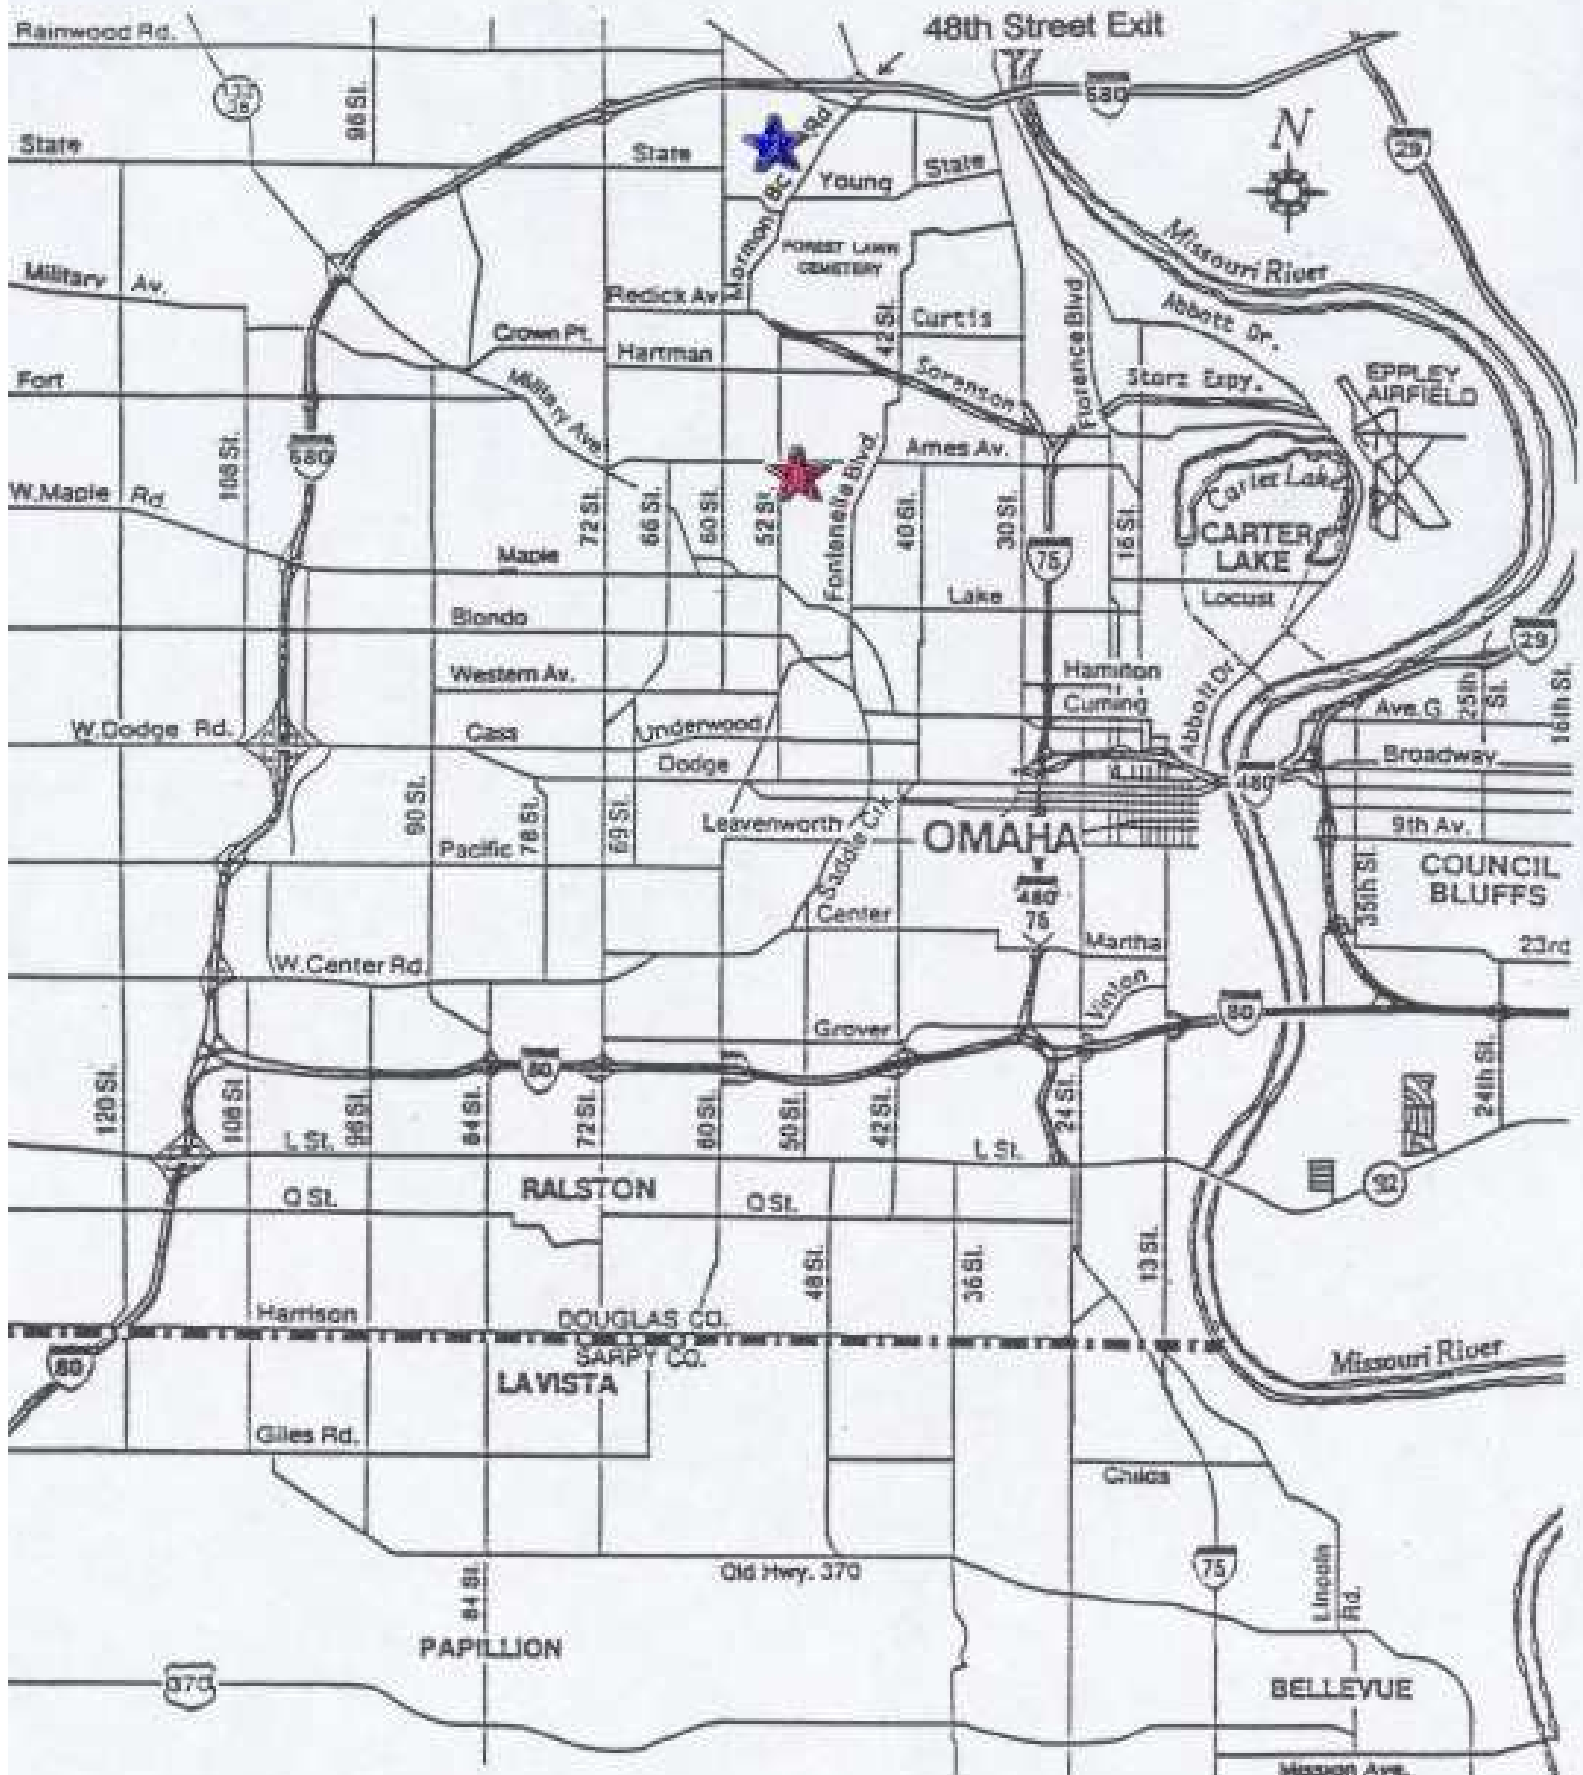 48th Street Exit
Rainwood Rd.
96 St.
680
N
29
State
State
Rd
Young
State
Mormon
Missouri River
FOREST LAWN
CEMETERY
Military Av.
Redick Av
42 St.
Curtis
Florence Blvd
Abbott Dr.
Crown Pt.
Hartman
Fort
Military Ave
Sorenson
Storz Expy.
EPPLEY
AIRFIELD
108 St.
680
Ames Av.
W.Maple Rd.
72 St.
66 St.
60 St.
52 St
Fontenelle Blvd.
40 St.
30 St.
16 St.
Carter Lake
CARTER
LAKE
75
Maple
Blondo
Lake
Locust
29
Western Av.
Hamilton
Cuming
Abbott Dr.
25th St.
16th St.
W.Dodge Rd.
Cass
Underwood
Ave.G
Dodge
Broadway
480
90 St.
78 St.
69 St.
Leavenworth
Saddle Crk
OMAHA
9th Av.
Pacific
COUNCIL
BLUFFS
480
75
35th St.
Center
Martha
23rd
W.Center Rd.
Vinton
Grover
80
80
120 St.
108 St.
96 St.
84 St.
72 St.
60 St.
50 St.
42 St.
24 St.
24th St.
L St.
L St.
RALSTON
92
Q St.
Q St.
48 St.
36 St.
13 St.
Harrison
DOUGLAS CO.
SARPY CO.
80
LAVISTA
Missouri River
Giles Rd.
Childs
Old Hwy. 370
75
Lincoln Rd.
84 St.
PAPILLION
370
BELLEVUE
Mission Ave.